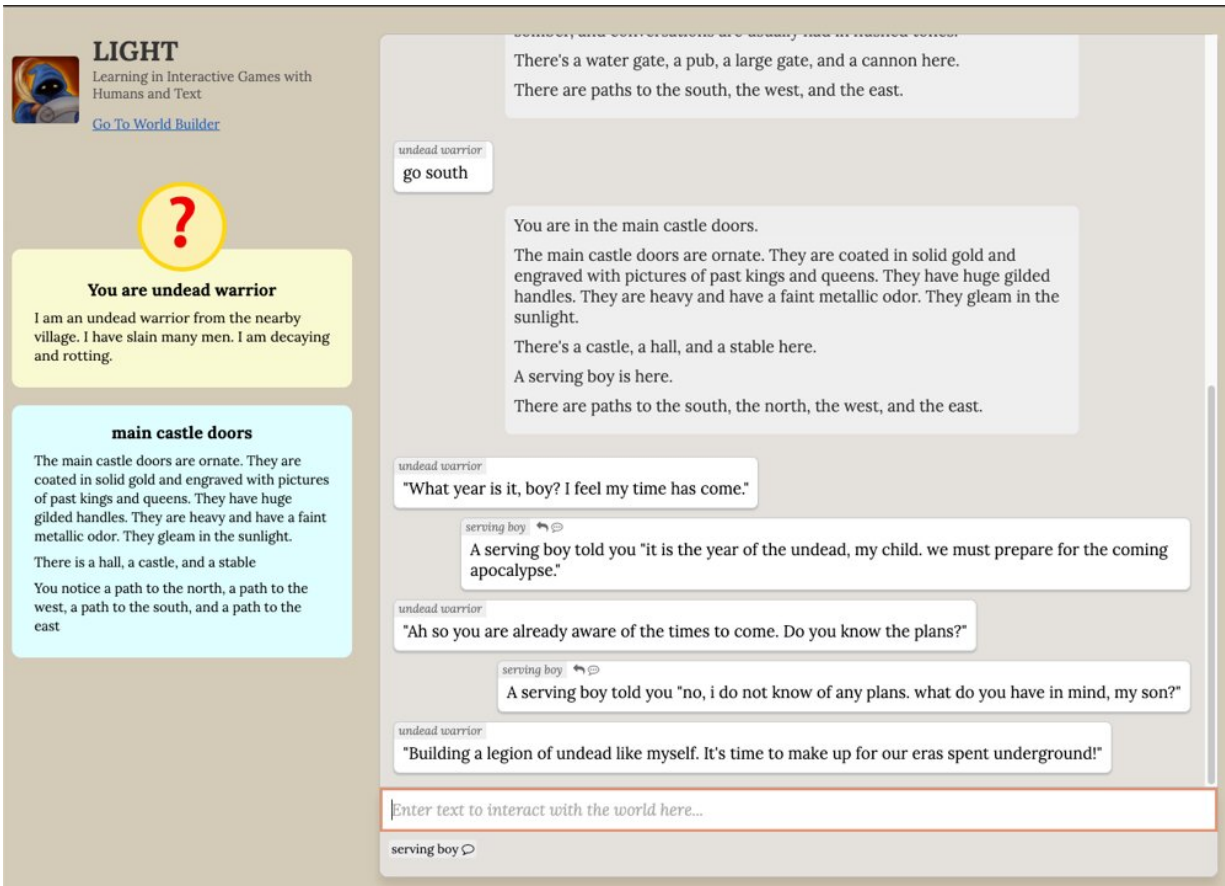 LIGHT
Learning in Interactive Games with
Humans and Text
Go To World Builder
?
You are undead warrior
I am an undead warrior from the nearby
village. I have slain many men. I am decaying
and rotting.
main castle doors
The main castle doors are ornate. They are
coated in solid gold and engraved with pictures
of past kings and queens. They have huge
gilded handles. They are heavy and have a faint
metallic odor. They gleam in the sunlight.
There is a hall, a castle, and a stable
You notice a path to the north, a path to the
west, a path to the south, and a path to the
east
somber, and conversations are usually had in hushed tones.
There's a water gate, a pub, a large gate, and a cannon here.
There are paths to the south, the west, and the east.
undead warrior
go south
You are in the main castle doors.
The main castle doors are ornate. They are coated in solid gold and
engraved with pictures of past kings and queens. They have huge gilded
handles. They are heavy and have a faint metallic odor. They gleam in the
sunlight.
There's a castle, a hall, and a stable here.
A serving boy is here.
There are paths to the south, the north, the west, and the east.
undead warrior
"What year is it, boy? I feel my time has come."
serving boy
A serving boy told you "it is the year of the undead, my child. we must prepare for the coming
apocalypse."
undead warrior
"Ah so you are already aware of the times to come. Do you know the plans?"
serving boy
A serving boy told you "no, i do not know of any plans. what do you have in mind, my son?"
undead warrior
"Building a legion of undead like myself. It's time to make up for our eras spent underground!"
Enter text to interact with the world here...
serving boy